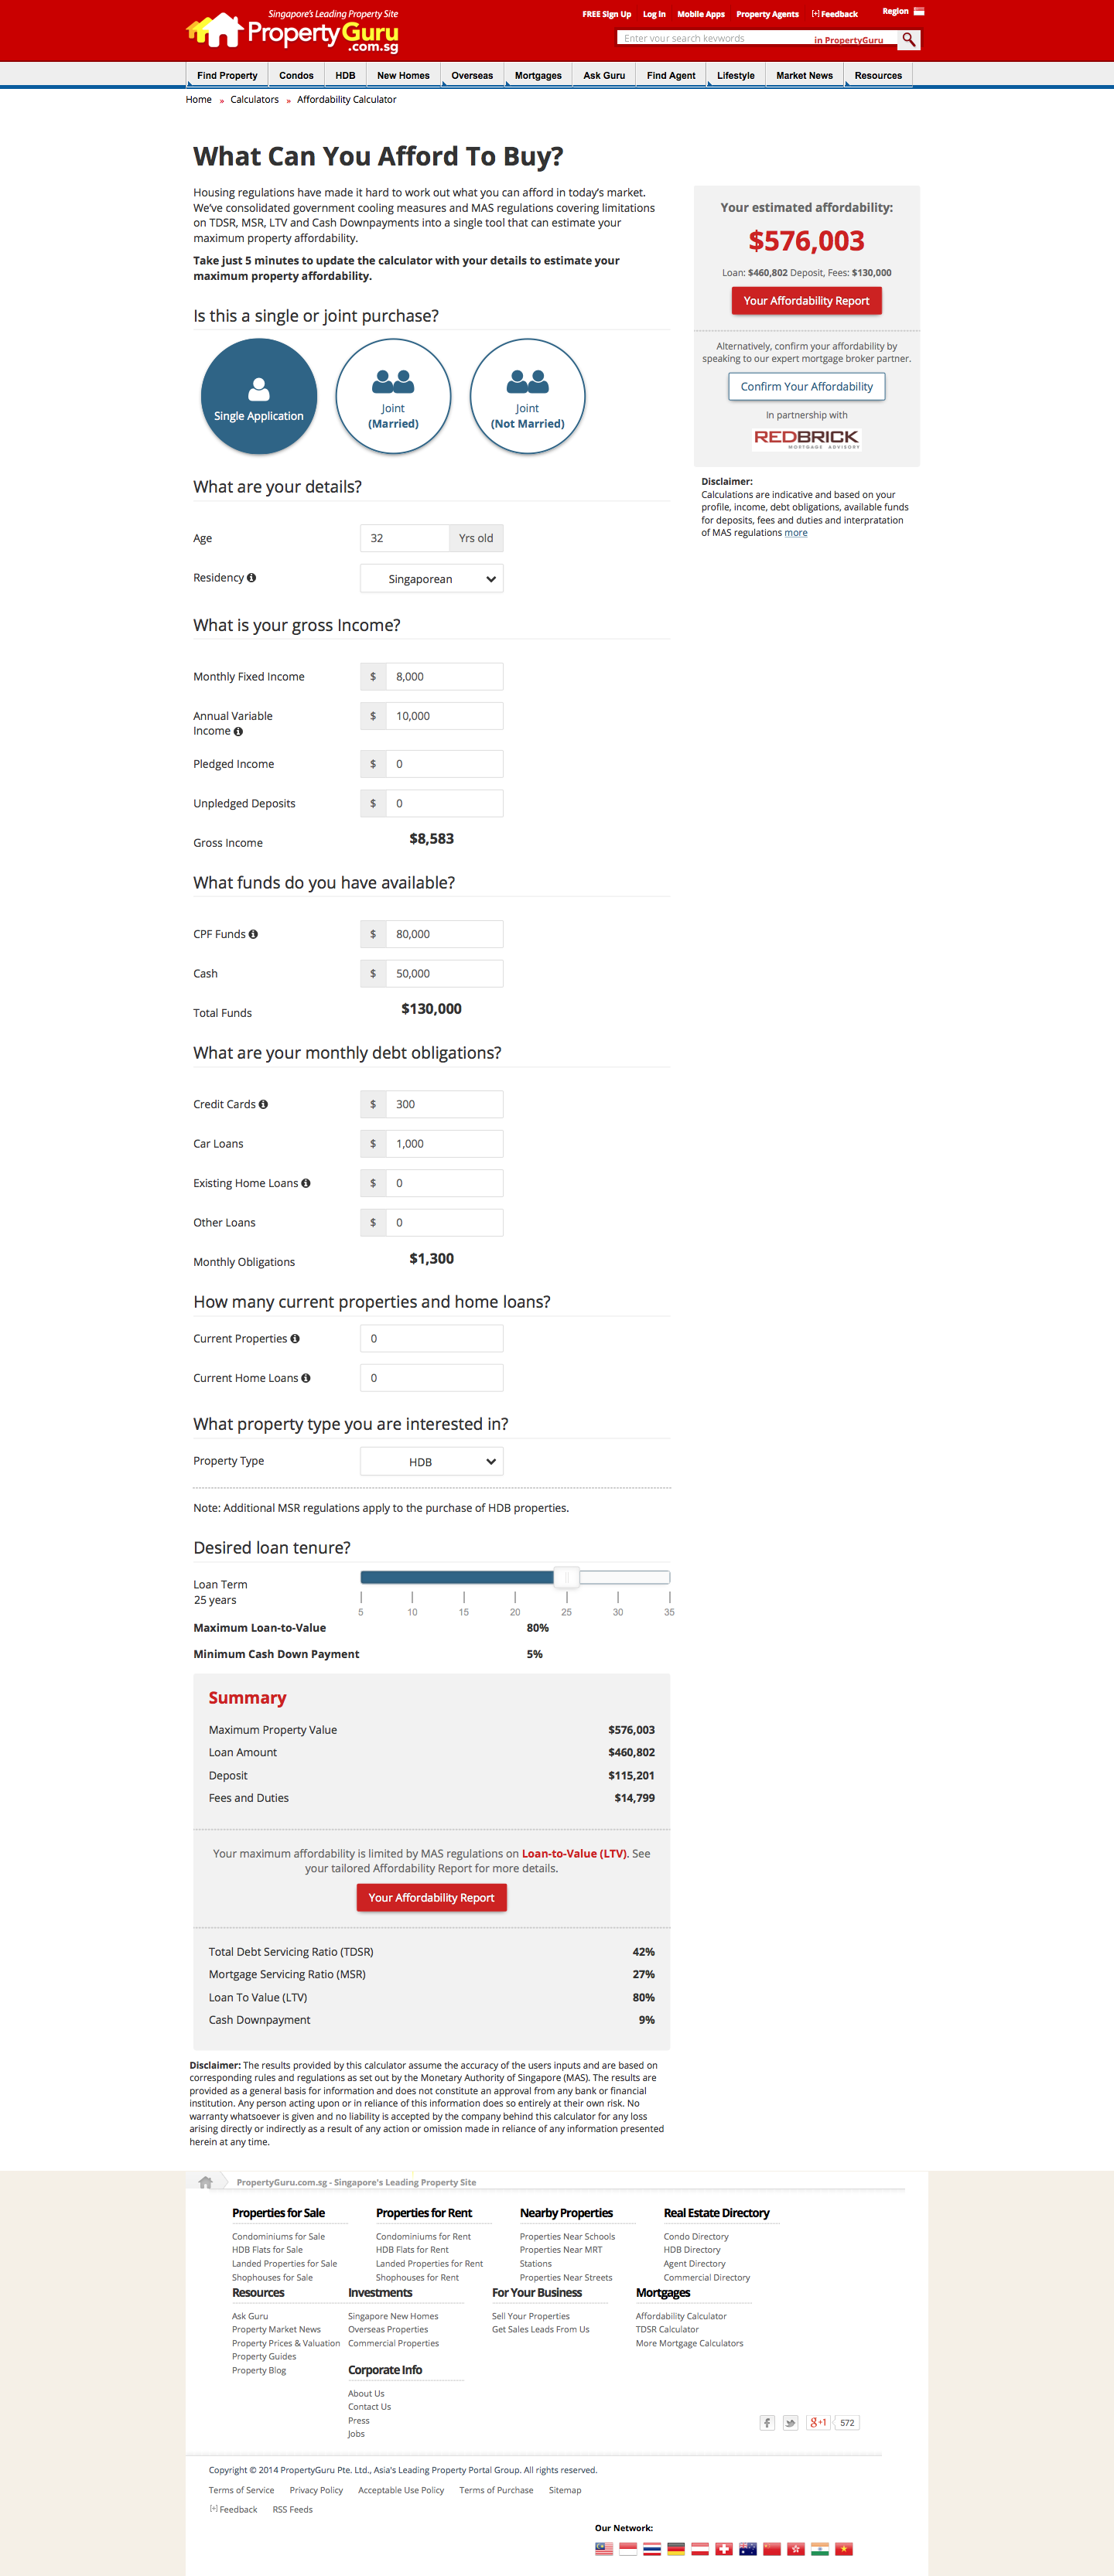 Singapore's Leading Property Site
PropertyGuru
.com.sg
FREE Sign Up Log In Mobile Apps Property Agents [+] Feedback Region
Enter your search keywords in PropertyGuru
Find Property Condos HDB New Homes Overseas Mortgages Ask Guru Find Agent Lifestyle Market News Resources
Home » Calculators » Affordability Calculator
What Can You Afford To Buy?
Housing regulations have made it hard to work out what you can afford in today's market.
We've consolidated government cooling measures and MAS regulations covering limitations
on TDSR, MSR, LTV and Cash Downpayments into a single tool that can estimate your
maximum property affordability.
Take just 5 minutes to update the calculator with your details to estimate your
maximum property affordability.
Your estimated affordability:
$576,003
Loan: $460,802 Deposit, Fees: $130,000
Your Affordability Report
Alternatively, confirm your affordability by
speaking to our expert mortgage broker partner.
Confirm Your Affordability
In partnership with
REDBRICK
MORTGAGE ADVISORY
Disclaimer:
Calculations are indicative and based on your
profile, income, debt obligations, available funds
for deposits, fees and duties and interpratation
of MAS regulations more
Is this a single or joint purchase?
Single Application
Joint
(Married)
Joint
(Not Married)
What are your details?
Age 32 Yrs old
Residency Singaporean
What is your gross Income?
Monthly Fixed Income $ 8,000
Annual Variable
Income $ 10,000
Pledged Income $ 0
Unpledged Deposits $ 0
Gross Income $8,583
What funds do you have available?
CPF Funds $ 80,000
Cash $ 50,000
Total Funds $130,000
What are your monthly debt obligations?
Credit Cards $ 300
Car Loans $ 1,000
Existing Home Loans $ 0
Other Loans $ 0
Monthly Obligations $1,300
How many current properties and home loans?
Current Properties 0
Current Home Loans 0
What property type you are interested in?
Property Type HDB
Note: Additional MSR regulations apply to the purchase of HDB properties.
Desired loan tenure?
Loan Term
25 years
5 10 15 20 25 30 35
Maximum Loan-to-Value 80%
Minimum Cash Down Payment 5%
Summary
Maximum Property Value $576,003
Loan Amount $460,802
Deposit $115,201
Fees and Duties $14,799
Your maximum affordability is limited by MAS regulations on Loan-to-Value (LTV). See
your tailored Affordability Report for more details.
Your Affordability Report
Total Debt Servicing Ratio (TDSR) 42%
Mortgage Servicing Ratio (MSR) 27%
Loan To Value (LTV) 80%
Cash Downpayment 9%
Disclaimer: The results provided by this calculator assume the accuracy of the users inputs and are based on
corresponding rules and regulations as set out by the Monetary Authority of Singapore (MAS). The results are
provided as a general basis for information and does not constitute an approval from any bank or financial
institution. Any person acting upon or in reliance of this information does so entirely at their own risk. No
warranty whatsoever is given and no liability is accepted by the company behind this calculator for any loss
arising directly or indirectly as a result of any action or omission made in reliance of any information presented
herein at any time.
PropertyGuru.com.sg - Singapore's Leading Property Site
Properties for Sale Properties for Rent Nearby Properties Real Estate Directory
Condominiums for Sale Condominiums for Rent Properties Near Schools Condo Directory
HDB Flats for Sale HDB Flats for Rent Properties Near MRT HDB Directory
Landed Properties for Sale Landed Properties for Rent Stations Agent Directory
Shophouses for Sale Shophouses for Rent Properties Near Streets Commercial Directory
Resources Investments For Your Business Mortgages
Ask Guru Singapore New Homes Sell Your Properties Affordability Calculator
Property Market News Overseas Properties Get Sales Leads From Us TDSR Calculator
Property Prices & Valuation Commercial Properties More Mortgage Calculators
Property Guides
Property Blog Corporate Info
About Us
Contact Us
Press
Jobs
f g+1 572
Copyright © 2014 PropertyGuru Pte. Ltd., Asia's Leading Property Portal Group. All rights reserved.
Terms of Service Privacy Policy Acceptable Use Policy Terms of Purchase Sitemap
[+] Feedback RSS Feeds
Our Network: